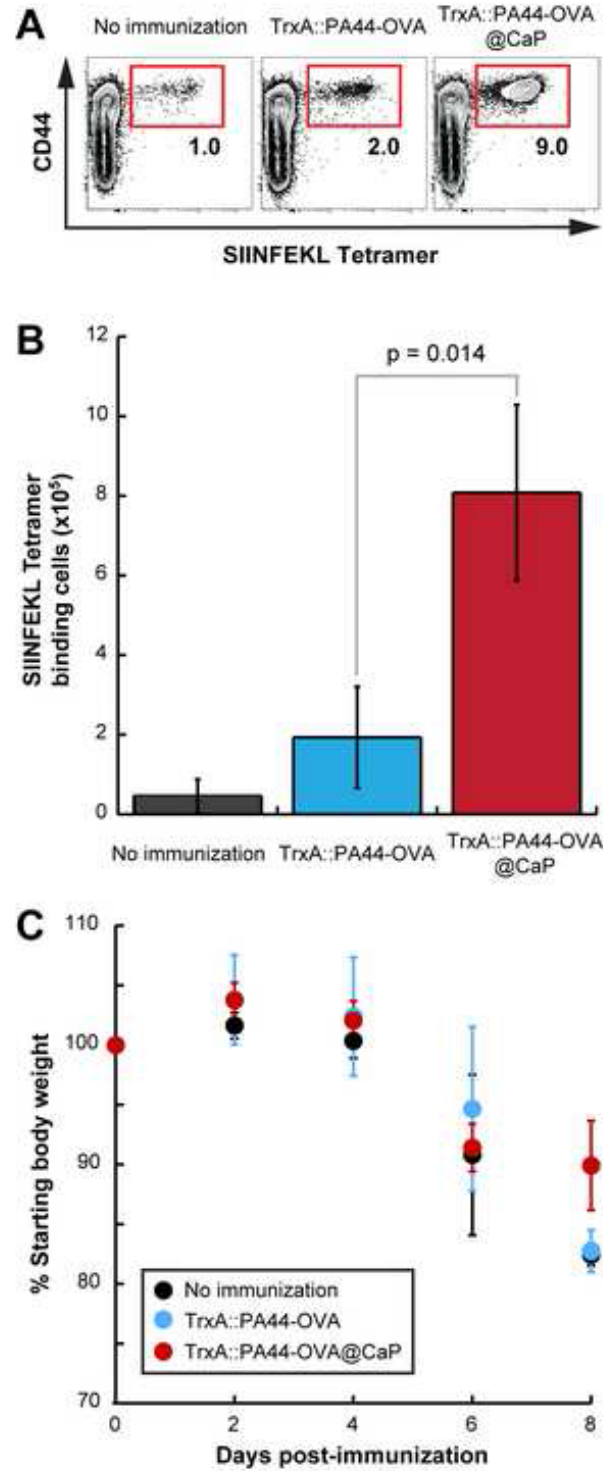 A
No immunization
TrxA::PA44-OVA
TrxA::PA44-OVA
@CaP
CD44
1.0
2.0
9.0
SIINFEKL Tetramer
B
SIINFEKL Tetramer
binding cells (x10⁵)
12
10
8
6
4
2
0
p = 0.014
No immunization
TrxA::PA44-OVA
TrxA::PA44-OVA
@CaP
C
% Starting body weight
110
100
90
80
70
No immunization
TrxA::PA44-OVA
TrxA::PA44-OVA@CaP
0 2 4 6 8
Days post-immunization